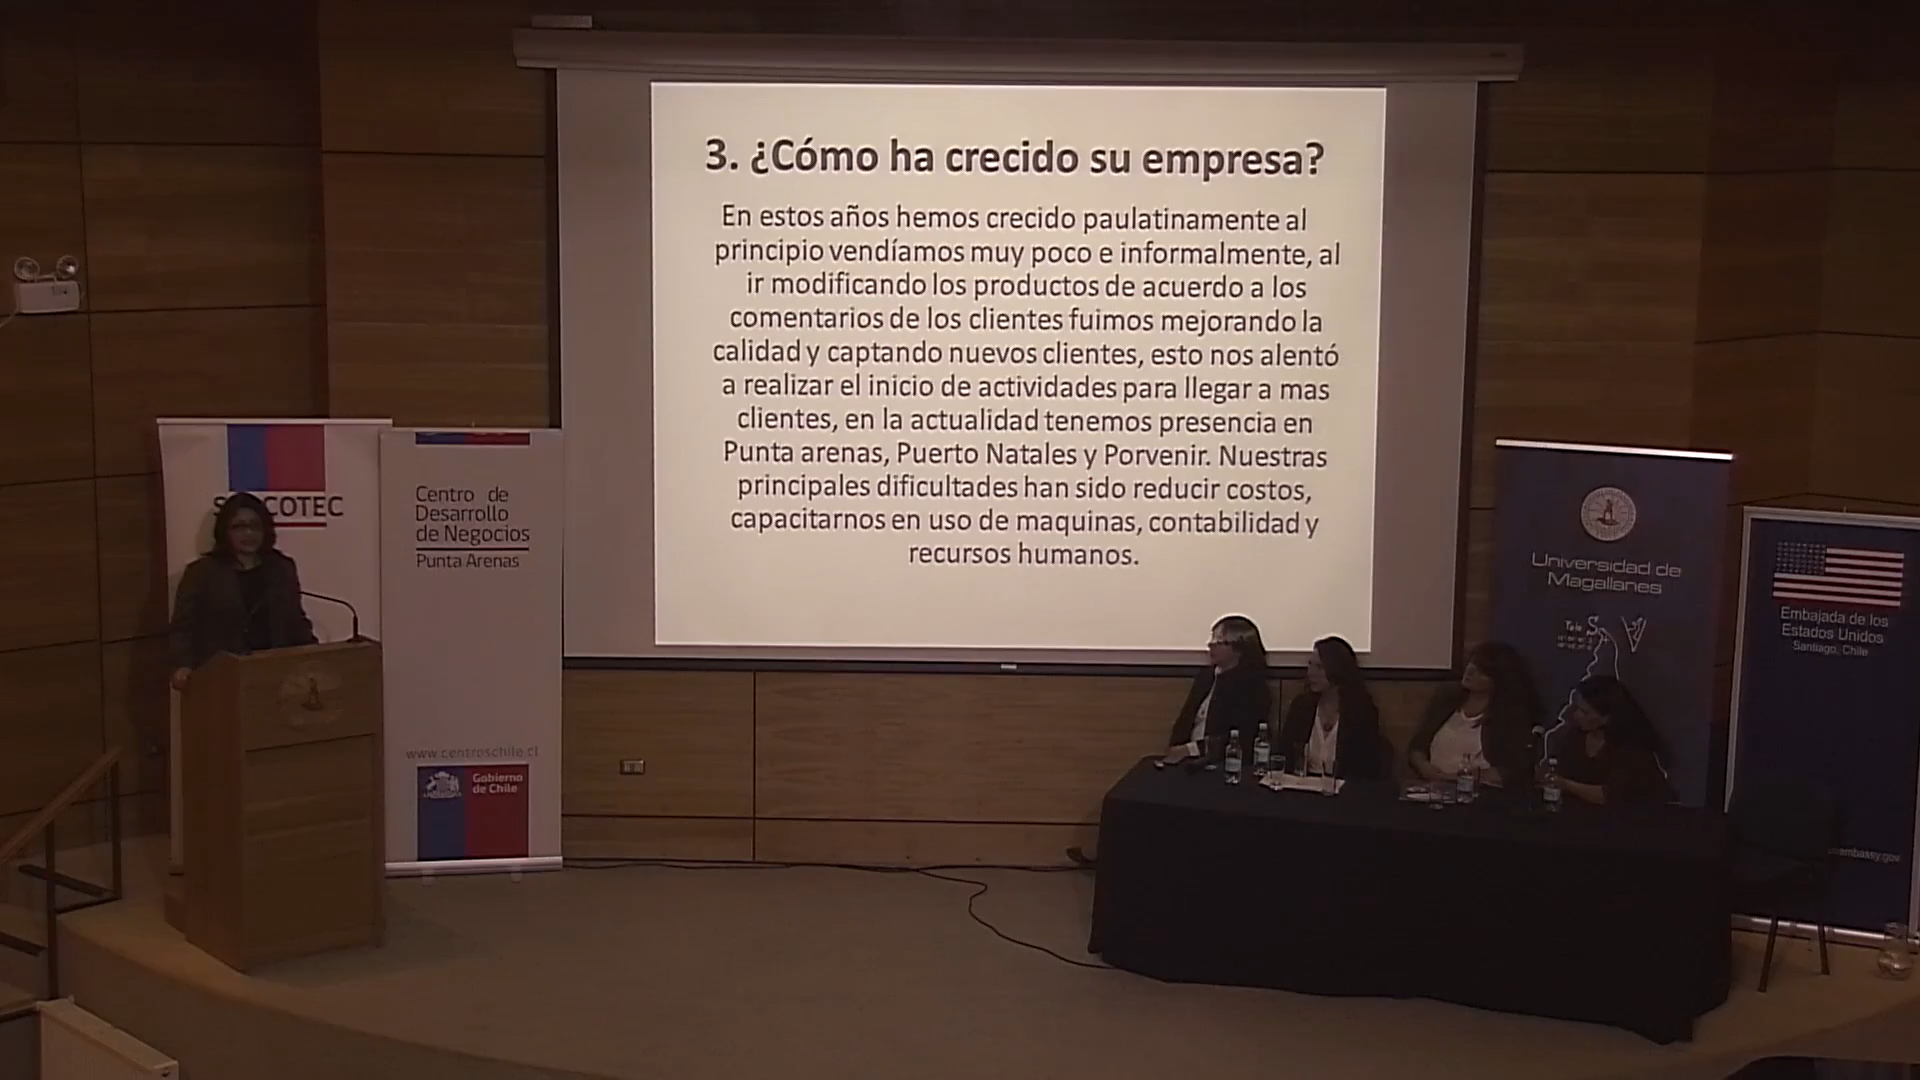 3. ¿Cómo ha crecido su empresa?
En estos años hemos crecido paulatinamente al
principio vendíamos muy poco e informalmente, al
ir modificando los productos de acuerdo a los
comentarios de los clientes fuimos mejorando la
calidad y captando nuevos clientes, esto nos alentó
a realizar el inicio de actividades para llegar a mas
clientes, en la actualidad tenemos presencia en
Punta arenas, Puerto Natales y Porvenir. Nuestras
principales dificultades han sido reducir costos,
capacitarnos en uso de maquinas, contabilidad y
recursos humanos.
COTEC
Centro de
Desarrollo
de Negocios
Punta Arenas
www.centroschile.cl
Gobierno
de Chile
Universidad de
Magallanes
Embajada de los
Estados Unidos
Santiago, Chile